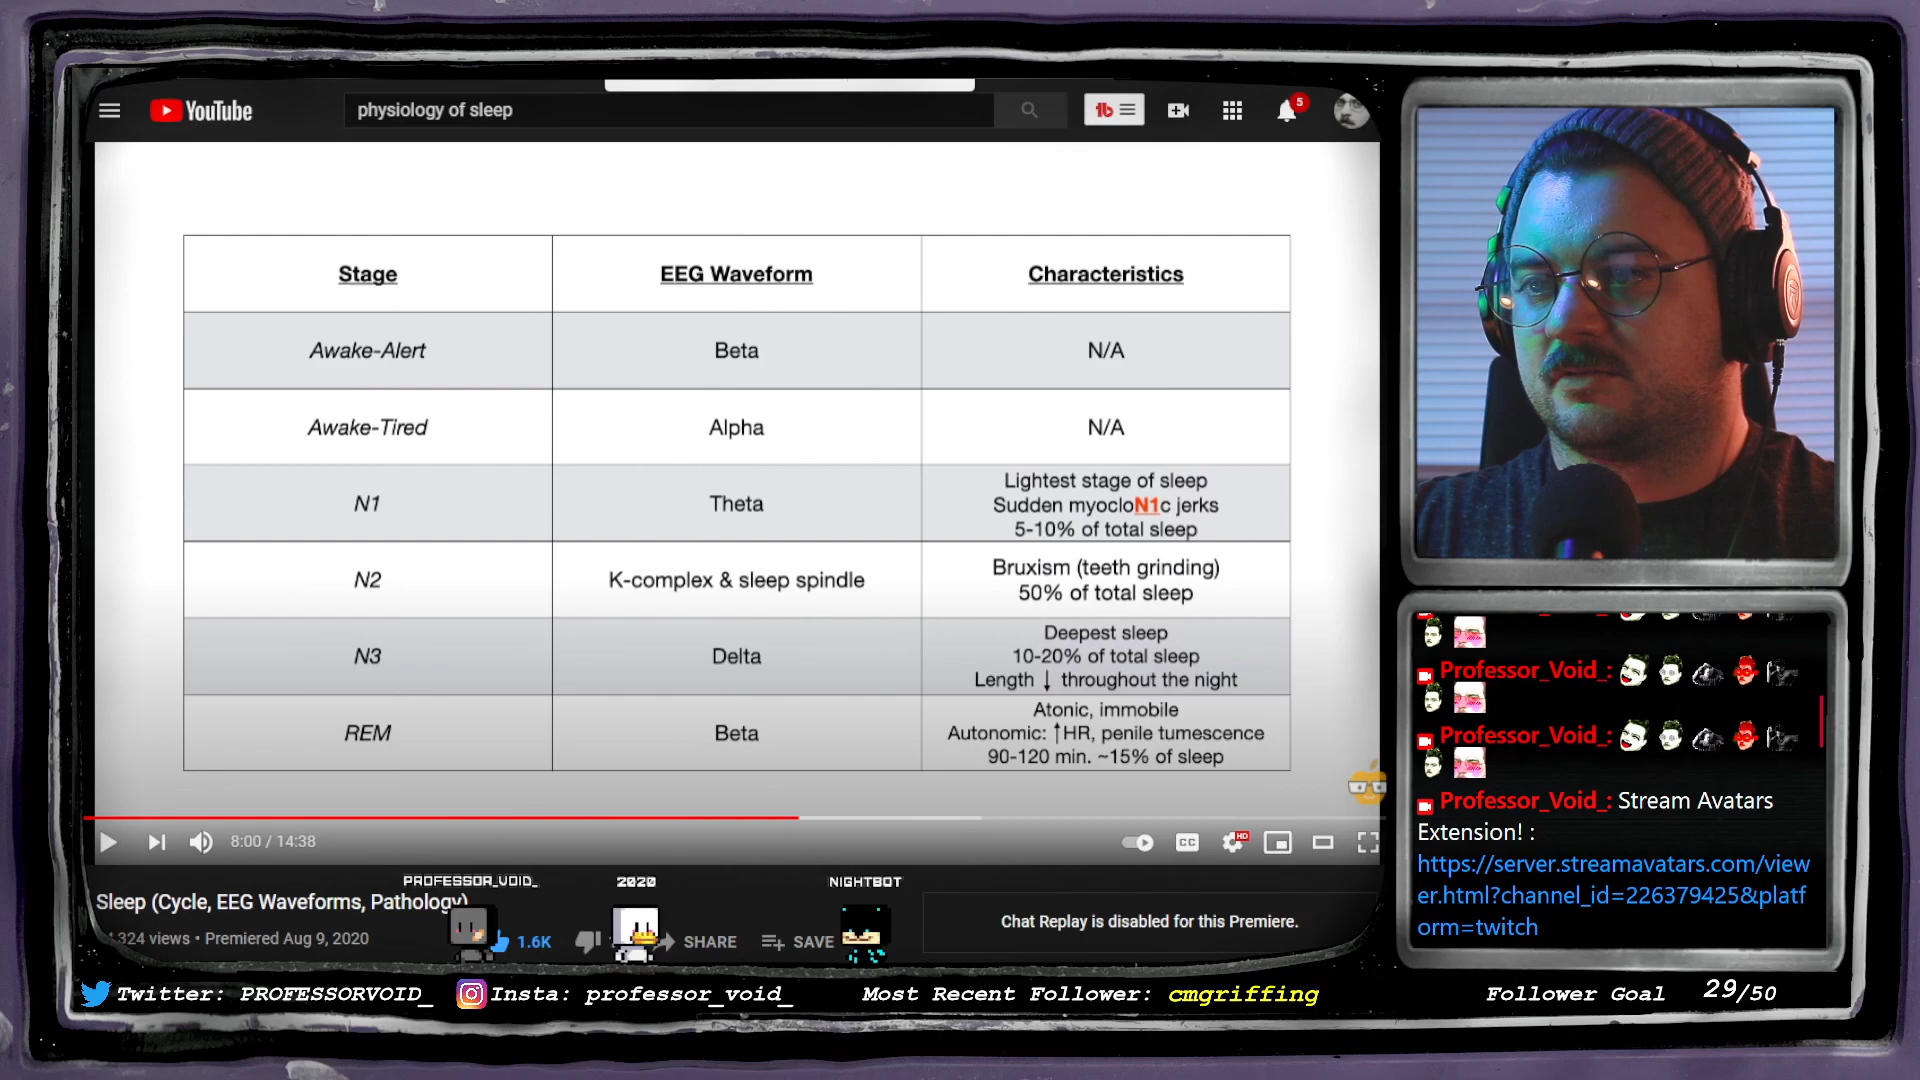 YouTube
physiology of sleep
5
Stage EEG Waveform Characteristics
Awake-Alert Beta N/A
Awake-Tired Alpha N/A
N1 Theta Lightest stage of sleep
Sudden myocloN1c jerks
5-10% of total sleep
N2 K-complex & sleep spindle Bruxism (teeth grinding)
50% of total sleep
N3 Delta Deepest sleep
10-20% of total sleep
Length ↓ throughout the night
REM Beta Atonic, immobile
Autonomic: ↑HR, penile tumescence
90-120 min. ~15% of sleep
8:00 / 14:38
CC
HD
PROFESSOR_VOID_ 2020 NIGHTBOT
Sleep (Cycle, EEG Waveforms, Pathology)
324 views • Premiered Aug 9, 2020
1.6K SHARE SAVE
Chat Replay is disabled for this Premiere.
Professor_Void_:
Professor_Void_:
Professor_Void_: Stream Avatars
Extension! :
https://server.streamavatars.com/view
er.html?channel_id=226379425&platf
orm=twitch
Twitter: PROFESSORVOID_ Insta: professor_void_ Most Recent Follower: cmgriffing Follower Goal 29/50